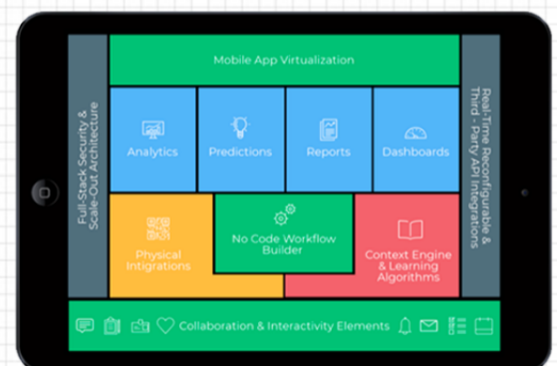 Mobile App Virtualization
Full-Stack Security &
Scale-Out Architecture
Analytics
Predictions
Reports
Dashboards
Real-Time Reconfigurable &
Third - Party API Integrations
Physical
Intigrations
No Code Workflow
Builder
Context Engine
& Learning
Algorithms
Collaboration & Interactivity Elements